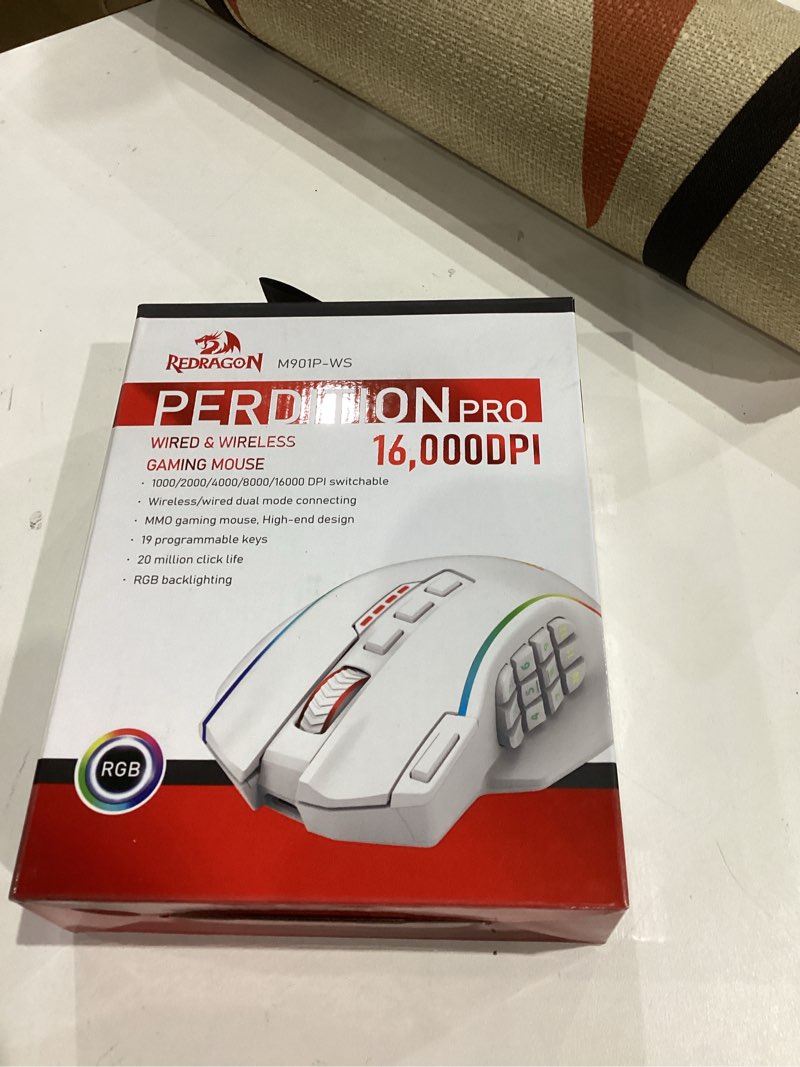 REDRAGON M901P-WS
PERDITION PRO
WIRED & WIRELESS
GAMING MOUSE
16,000DPI
· 1000/2000/4000/8000/16000 DPI switchable
· Wireless/wired dual mode connecting
· MMO gaming mouse, High-end design
· 19 programmable keys
· 20 million click life
· RGB backlighting
RGB